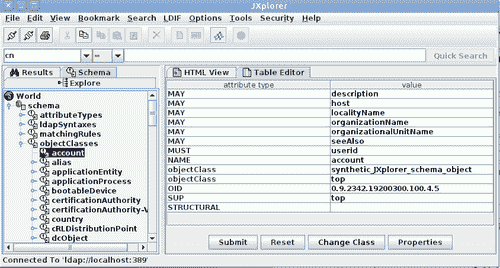 JXplorer
File Edit View Bookmark Search LDIF Options Tools Security Help
cn = Quick Search
Results Schema
Explore
HTML View Table Editor
World
schema
attributeTypes
ldapSyntaxes
matchingRules
objectClasses
account
alias
applicationEntity
applicationProcess
bootableDevice
certificationAuthority
certificationAuthority-V
country
cRLDistributionPoint
dcObject
attribute type value
MAY description
MAY host
MAY localityName
MAY organizationName
MAY organizationalUnitName
MAY seeAlso
MUST userid
NAME account
objectClass synthetic_JXplorer_schema_object
objectClass top
OID 0.9.2342.19200300.100.4.5
SUP top
STRUCTURAL
Submit Reset Change Class Properties
Connected To 'ldap://localhost:389'